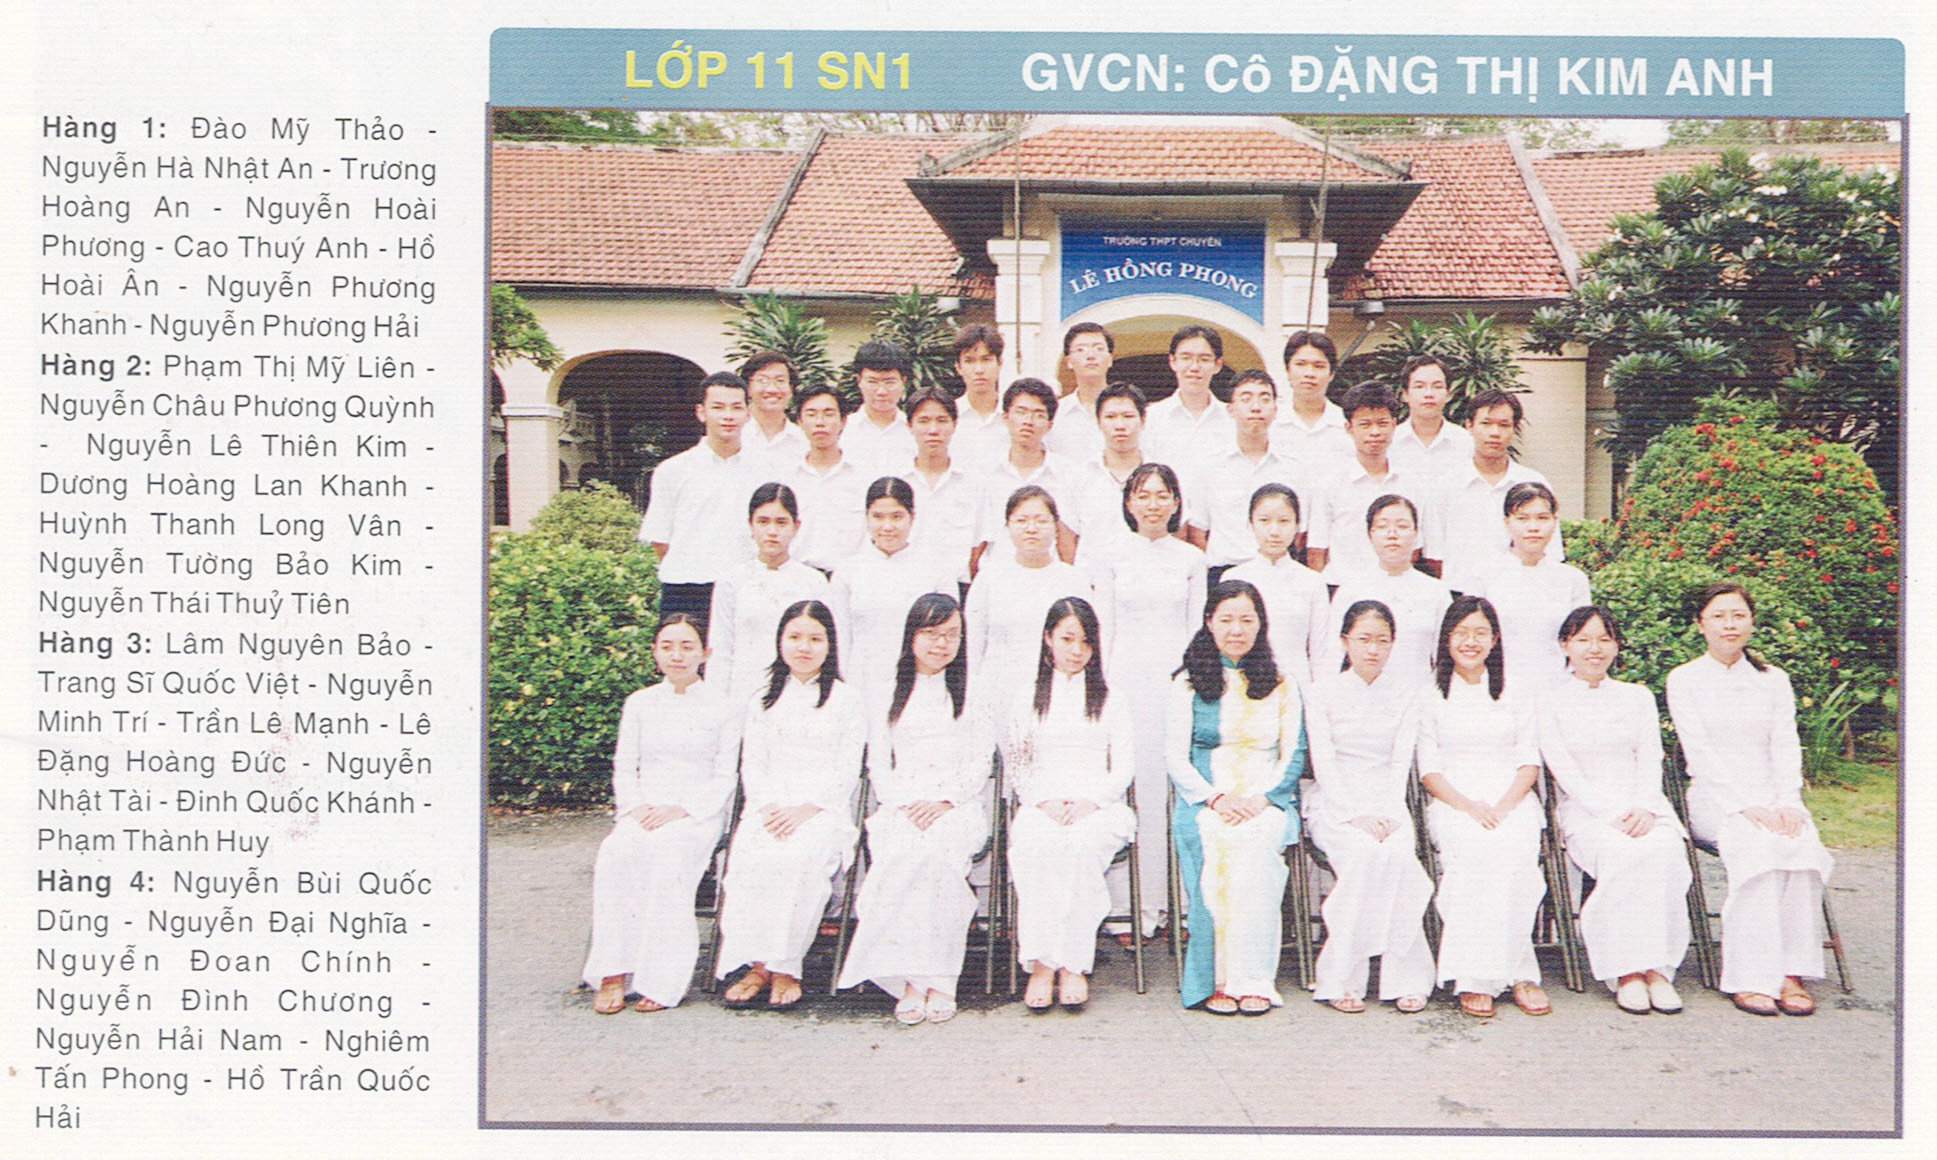 LỚP 11 SN1 GVCN: Cô ĐẶNG THỊ KIM ANH
Hàng 1: Đào Mỹ Thảo -
Nguyễn Hà Nhật An - Trương
Hoàng An - Nguyễn Hoài
Phương - Cao Thuý Anh - Hồ
Hoài Ân - Nguyễn Phương
Khanh - Nguyễn Phương Hải
Hàng 2: Phạm Thị Mỹ Liên -
Nguyễn Châu Phương Quỳnh
- Nguyễn Lê Thiên Kim -
Dương Hoàng Lan Khanh -
Huỳnh Thanh Long Vân -
Nguyễn Tường Bảo Kim -
Nguyễn Thái Thuỷ Tiên
Hàng 3: Lâm Nguyên Bảo -
Trang Sĩ Quốc Việt - Nguyễn
Minh Trí - Trần Lê Mạnh - Lê
Đặng Hoàng Đức - Nguyễn
Nhật Tài - Đinh Quốc Khánh -
Phạm Thành Huy
Hàng 4: Nguyễn Bùi Quốc
Dũng - Nguyễn Đại Nghĩa -
Nguyễn Đoan Chính -
Nguyễn Đình Chương -
Nguyễn Hải Nam - Nghiêm
Tấn Phong - Hồ Trần Quốc
Hải
TRƯỜNG THPT CHUYÊN
LÊ HỒNG PHONG